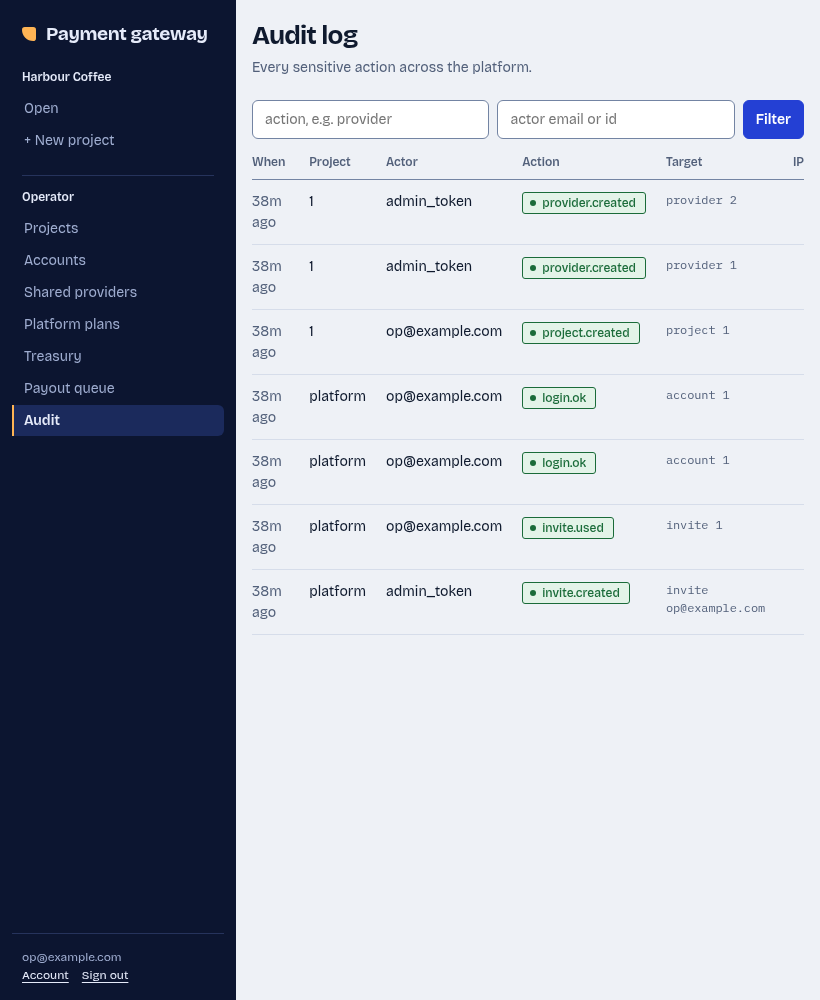 Payment gateway
Harbour Coffee
Open
+ New project
Operator
Projects
Accounts
Shared providers
Platform plans
Treasury
Payout queue
Audit
op@example.com
Account Sign out
Audit log
Every sensitive action across the platform.
action, e.g. provider actor email or id Filter
When Project Actor Action Target IP
38m ago 1 admin_token provider.created provider 2
38m ago 1 admin_token provider.created provider 1
38m ago 1 op@example.com project.created project 1
38m ago platform op@example.com login.ok account 1
38m ago platform op@example.com login.ok account 1
38m ago platform op@example.com invite.used invite 1
38m ago platform admin_token invite.created invite op@example.com